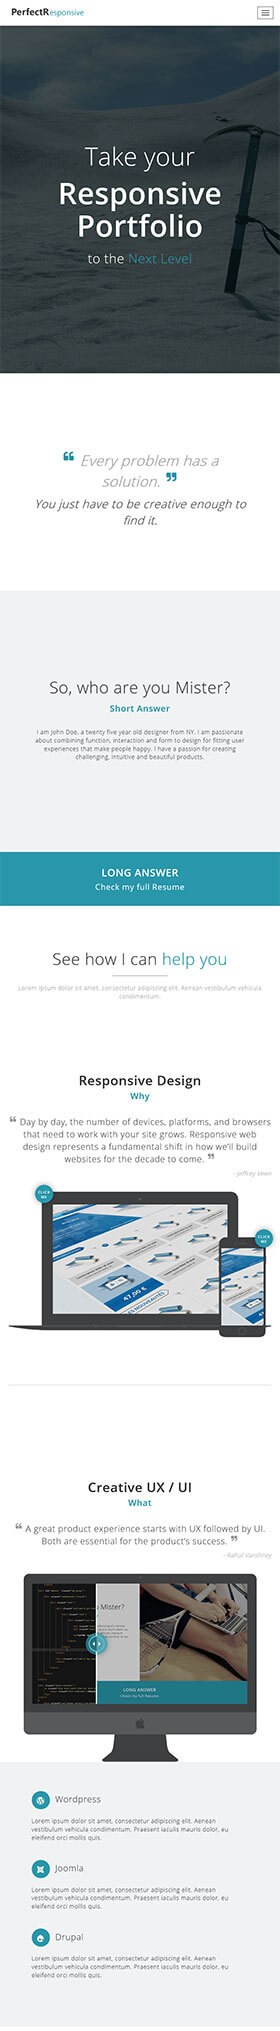 PerfectResponsive
Take your
Responsive
Portfolio
to the Next Level
❝ Every problem has a
solution. ❞
You just have to be creative enough to
find it.
So, who are you Mister?
Short Answer
I am John Doe, a twenty five year old designer from NY. I am passionate
about combining function, interaction and form to design for fitting user
experiences that make people happy. I have a passion for creating
challenging, intuitive and beautiful products.
LONG ANSWER
Check my full Resume
See how I can help you
Lorem ipsum dolor sit amet, consectetur adipiscing elit. Aenean vestibulum vehicula
condimentum.
Responsive Design
Why
❝ Day by day, the number of devices, platforms, and browsers
that need to work with your site grows. Responsive web
design represents a fundamental shift in how we'll build
websites for the decade to come. ❞
- Jeffrey Veen
CLICK
ME
CLICK
ME
47,00 €
LES NOUVEAUTÉS
Creative UX / UI
What
❝ A great product experience starts with UX followed by UI.
Both are essential for the product's success. ❞
- Rahul Varshney
Mister?
LONG ANSWER
Check my full Resume
Wordpress
Lorem ipsum dolor sit amet, consectetur adipiscing elit. Aenean
vestibulum vehicula condimentum. Praesent iaculis mauris dolor, eu
eleifend orci mollis quis.
Joomla
Lorem ipsum dolor sit amet, consectetur adipiscing elit. Aenean
vestibulum vehicula condimentum. Praesent iaculis mauris dolor, eu
eleifend orci mollis quis.
Drupal
Lorem ipsum dolor sit amet, consectetur adipiscing elit. Aenean
vestibulum vehicula condimentum. Praesent iaculis mauris dolor, eu
eleifend orci mollis quis.